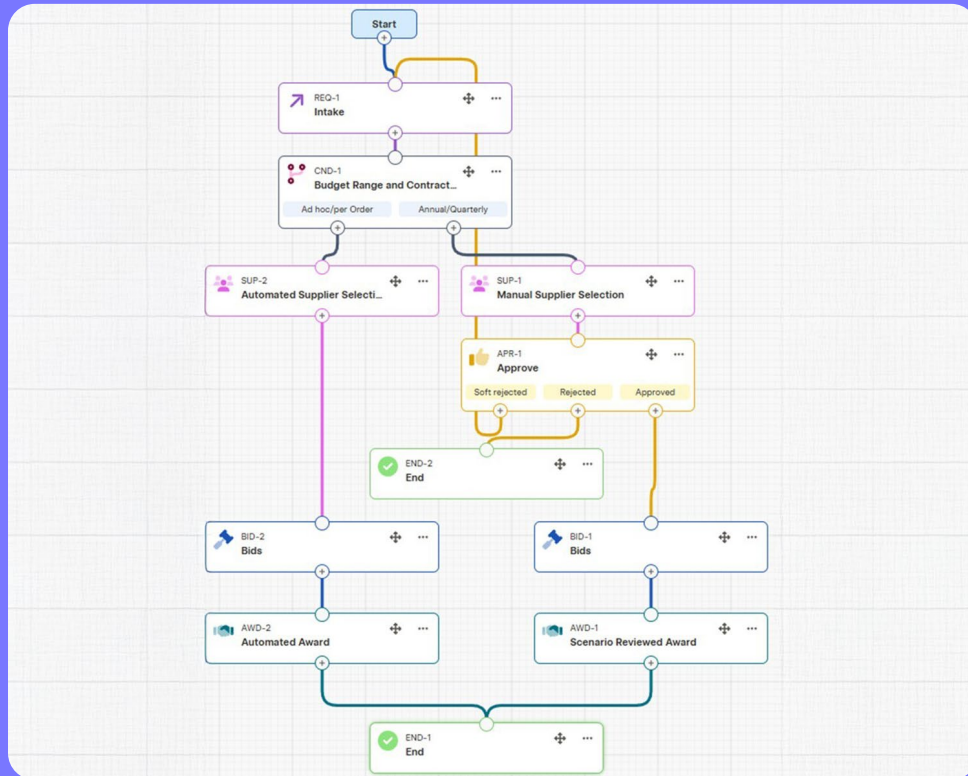 Start
REQ-1
Intake
CND-1
Budget Range and Contract...
Ad hoc/per Order
Annual/Quarterly
SUP-2
Automated Supplier Selecti...
SUP-1
Manual Supplier Selection
APR-1
Approve
Soft rejected
Rejected
Approved
END-2
End
BID-2
Bids
BID-1
Bids
AWD-2
Automated Award
AWD-1
Scenario Reviewed Award
END-1
End